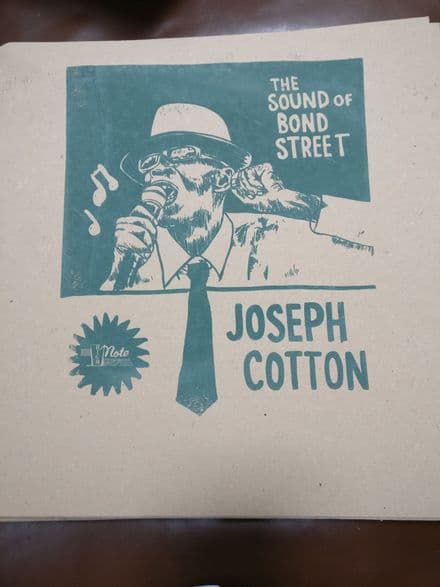 THE
SOUND OF
BOND
STREET
JOSEPH
COTTON
Note